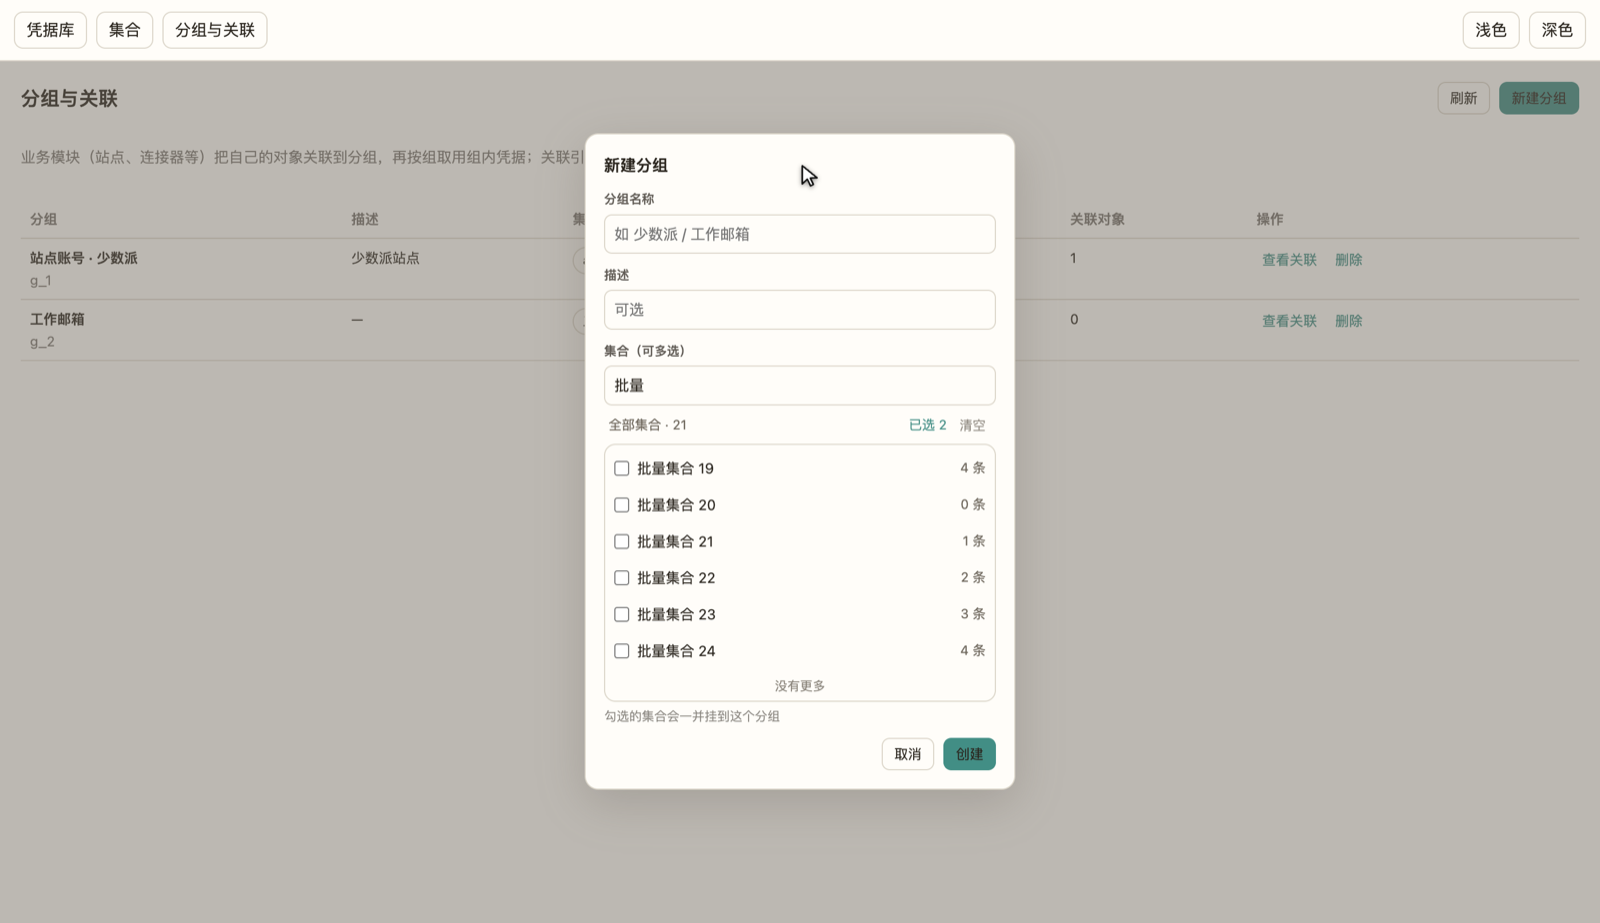 凭据库 集合 分组与关联 浅色 深色
分组与关联 刷新 新建分组
业务模块（站点、连接器等）把自己的对象关联到分组，再按组取用组内凭据；关联引
分组 描述 集 关联对象 操作
站点账号 · 少数派 少数派站点 1 查看关联 删除
g_1
工作邮箱 — 0 查看关联 删除
g_2
新建分组
分组名称
如 少数派 / 工作邮箱
描述
可选
集合（可多选）
批量
全部集合 · 21 已选 2 清空
批量集合 19 4 条
批量集合 20 0 条
批量集合 21 1 条
批量集合 22 2 条
批量集合 23 3 条
批量集合 24 4 条
没有更多
勾选的集合会一并挂到这个分组
取消 创建